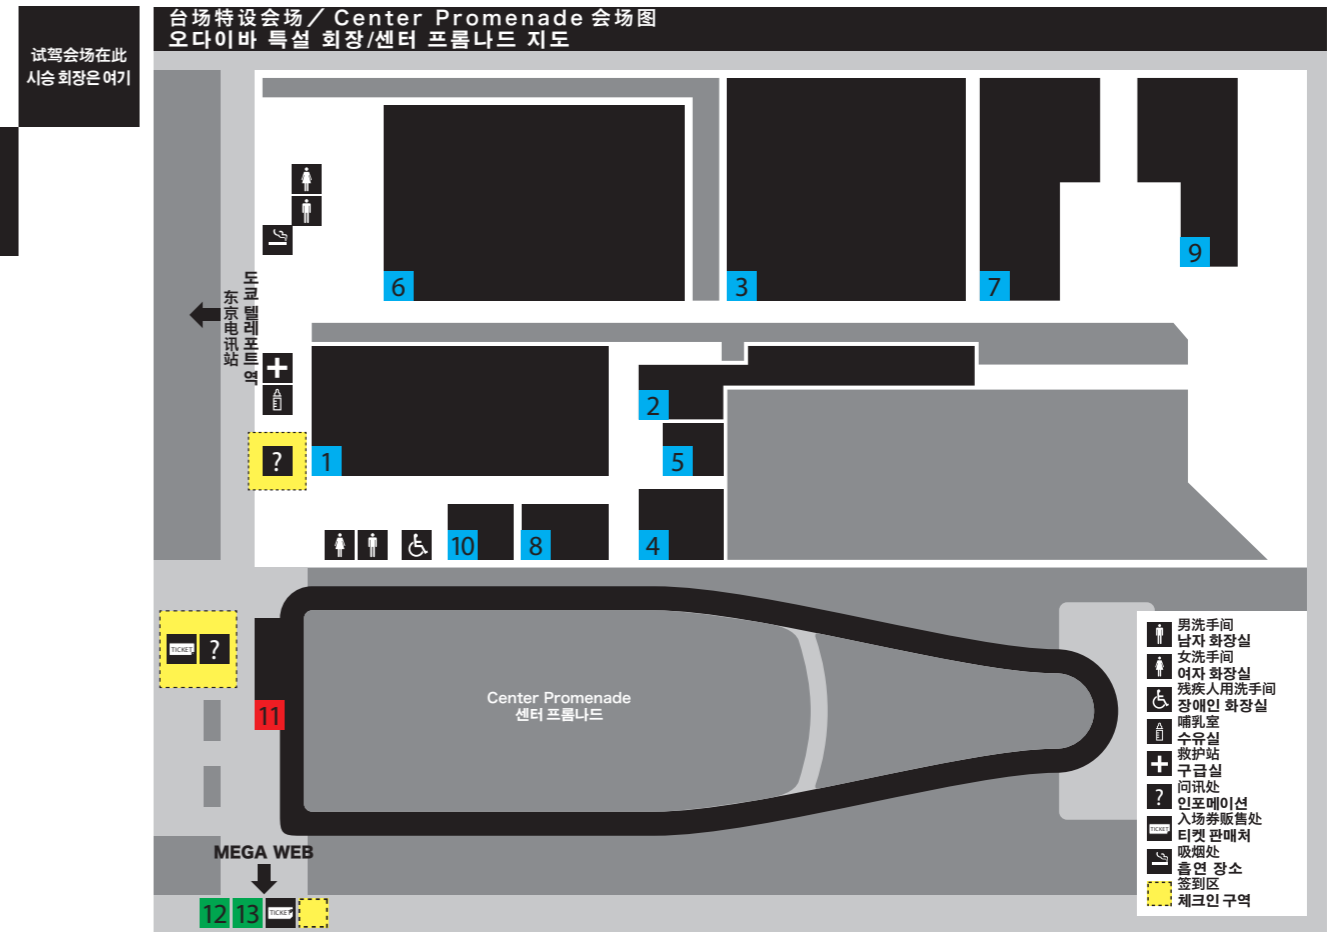 试驾会场在此
시승 회장은 여기
台场特设会场／Center Promenade 会场图
오다이바 특설 회장/센터 프롬나드 지도
6
3
7
9
도쿄 텔레포트 역
东京电讯站
2
?
1
5
10
8
4
TICKET
?
11
Center Promenade
센터 프롬나드
男洗手间
남자 화장실
女洗手间
여자 화장실
残疾人用洗手间
장애인 화장실
哺乳室
수유실
救护站
구급실
?
问讯处
인포메이션
TICKET
入场券贩售处
티켓 판매처
吸烟处
흡연 장소
签到区
체크인 구역
MEGA WEB
12
13
TICKET